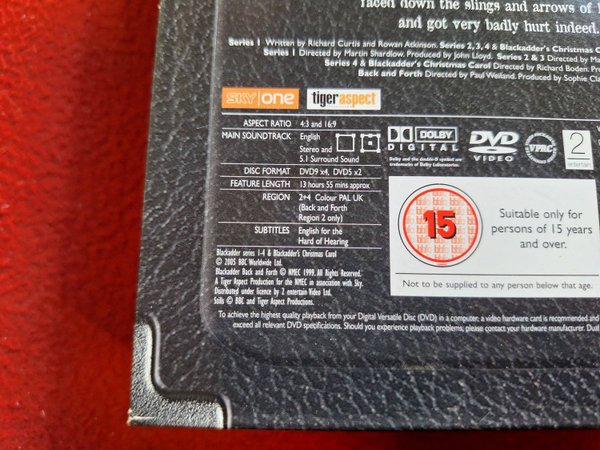 faced down the slings and arrows of
and got very badly hurt indeed.
Series 1 Written by Richard Curtis and Rowan Atkinson. Series 2, 3, 4 & Blackadder's Christmas
Series 1 Directed by Martin Shardlow. Produced by John Lloyd. Series 2 & 3 Directed by
Series 4 & Blackadder's Christmas Carol Directed by Richard Boden.
Back and Forth Directed by Paul Weiland. Produced by Sophie
SKY ONE
tigeraspect
ASPECT RATIO 4:3 and 16:9
MAIN SOUNDTRACK English
Stereo and
5.1 Surround Sound
DISC FORMAT DVD9 x4, DVD5 x2
FEATURE LENGTH 13 hours 55 mins approx
REGION 2+4 Colour PAL UK
(Back and Forth
Region 2 only)
SUBTITLES English for the
Hard of Hearing
DOLBY
DIGITAL
Dolby and the double-D symbol are
trademarks of Dolby Laboratories.
DVD
VIDEO
VPRC
2
entertain
15
Suitable only for
persons of 15 years
and over.
Not to be supplied to any person below that age.
Blackadder series 1-4 & Blackadder's Christmas Carol
© 2005 BBC Worldwide Ltd.
Blackadder Back and Forth © NMEC 1999. All Rights Reserved.
A Tiger Aspect Production for the NMEC in association with Sky.
Distributed under licence by 2 entertain Video Ltd.
Stills © BBC and Tiger Aspect Productions.
To achieve the highest quality playback from your Digital Versatile Disc (DVD) in a computer, a video hardware card is recommended and
exceed all relevant DVD specifications. Should you experience playback problems, please contact your hardware manufacturer. Dual